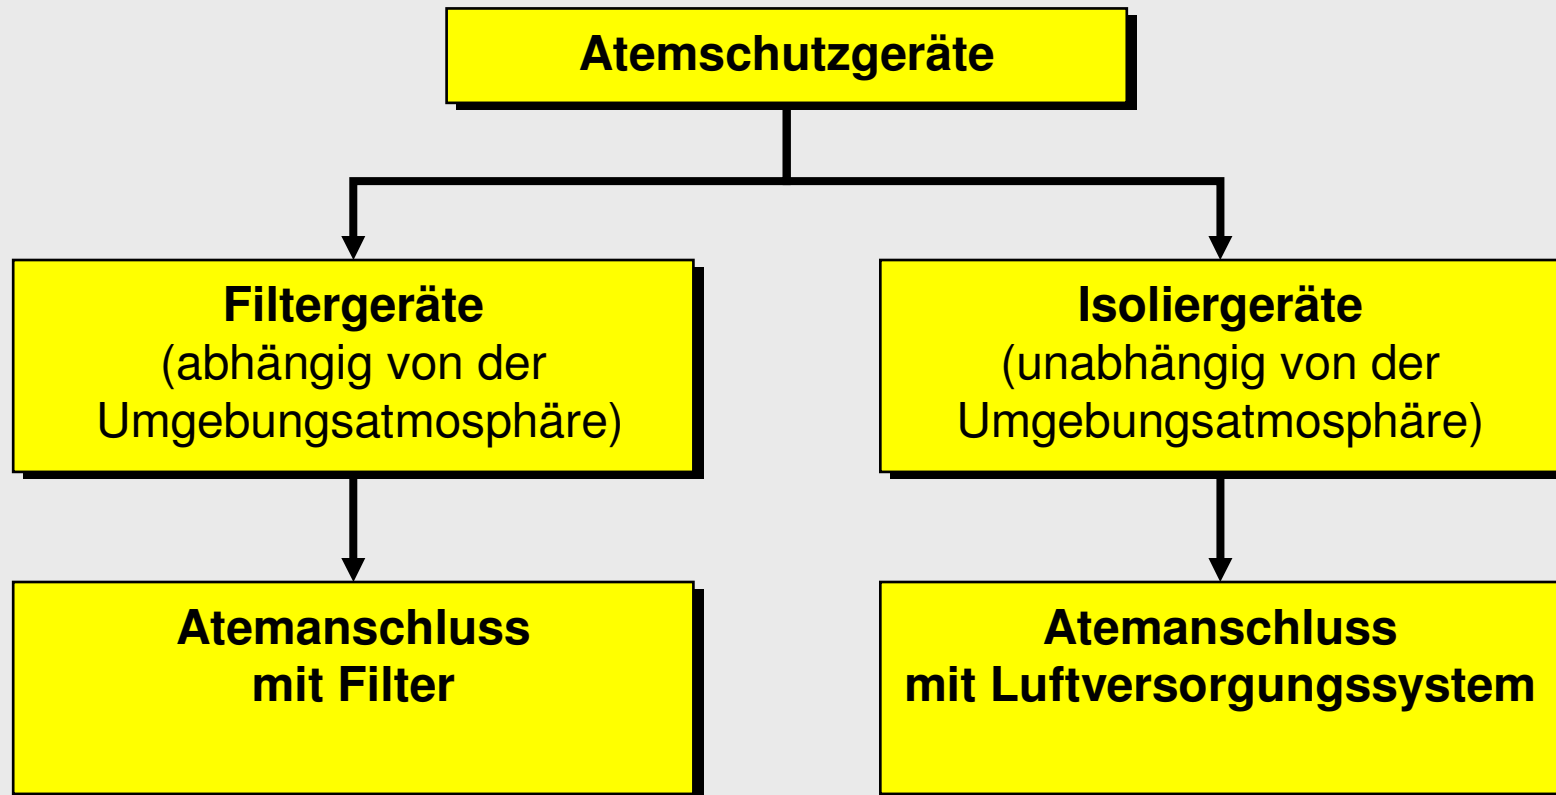 Atemschutzgeräte
Filtergeräte
(abhängig von der
Umgebungsatmosphäre)
Isoliergeräte
(unabhängig von der
Umgebungsatmosphäre)
Atemanschluss
mit Filter
Atemanschluss
mit Luftversorgungssystem